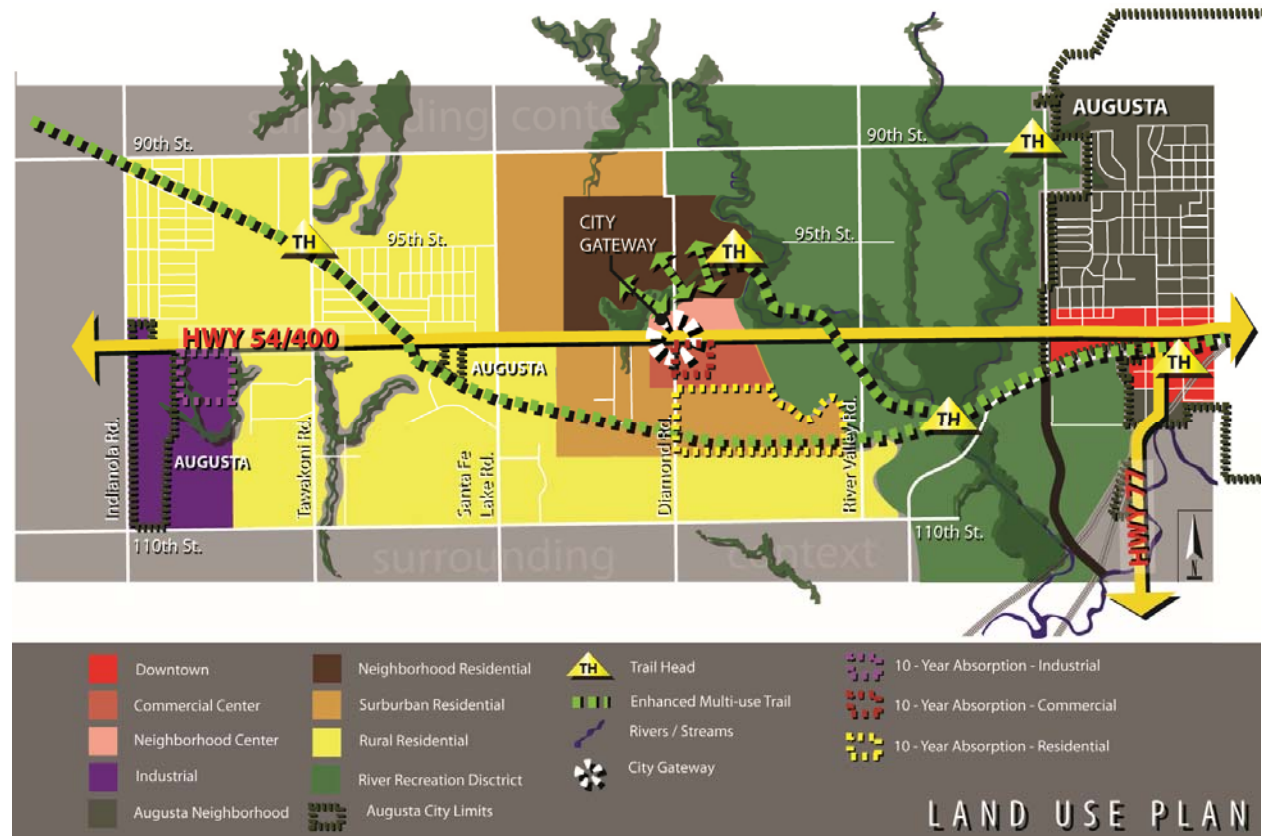 surrounding context
AUGUSTA
90th St.
90th St.
TH
TH
CITY
GATEWAY
95th St.
TH
95th St.
HWY 54/400
AUGUSTA
TH
TH
AUGUSTA
HWY 77
Indianola Rd.
Tawakoni Rd.
Santa Fe
Lake Rd.
Diamond Rd.
River Valley Rd.
110th St.
110th St.
surrounding context
N
Downtown
Commercial Center
Neighborhood Center
Industrial
Augusta Neighborhood
Neighborhood Residential
Surburban Residential
Rural Residential
River Recreation Disctrict
Augusta City Limits
TH
Trail Head
Enhanced Multi-use Trail
Rivers / Streams
City Gateway
10 - Year Absorption - Industrial
10 - Year Absorption - Commercial
10 - Year Absorption - Residential
LAND USE PLAN